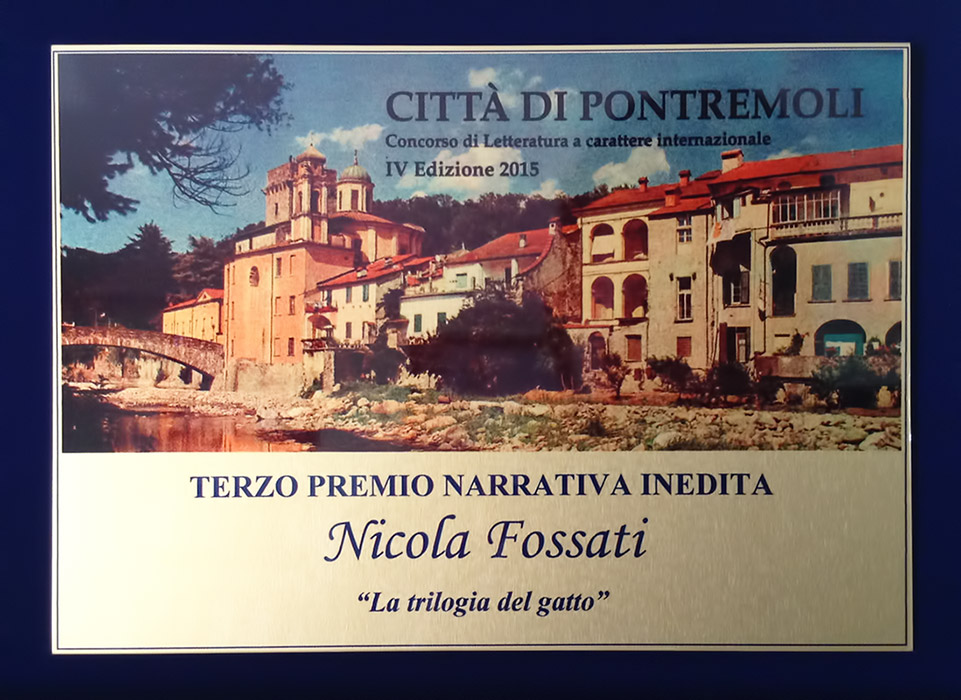 CITTÀ DI PONTREMOLI
Concorso di Letteratura a carattere internazionale
IV Edizione 2015
TERZO PREMIO NARRATIVA INEDITA
Nicola Fossati
“La trilogia del gatto”